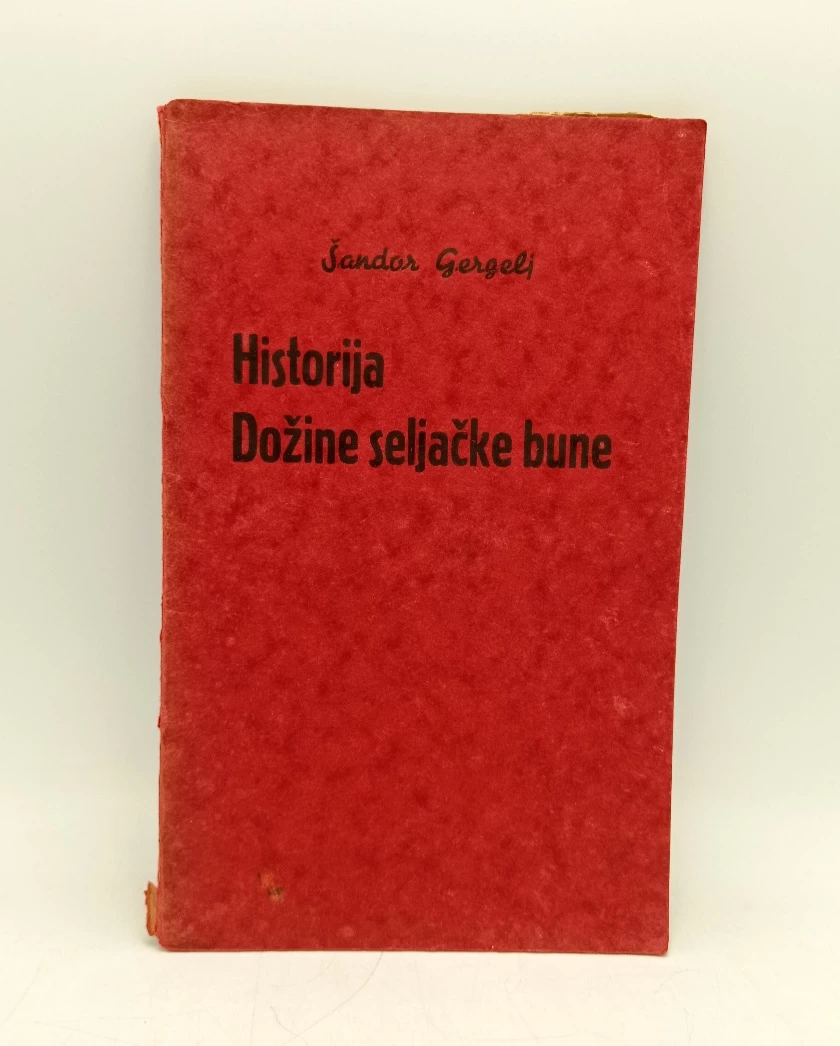 Šandor Gergelj
Historija
Dožine seljačke bune